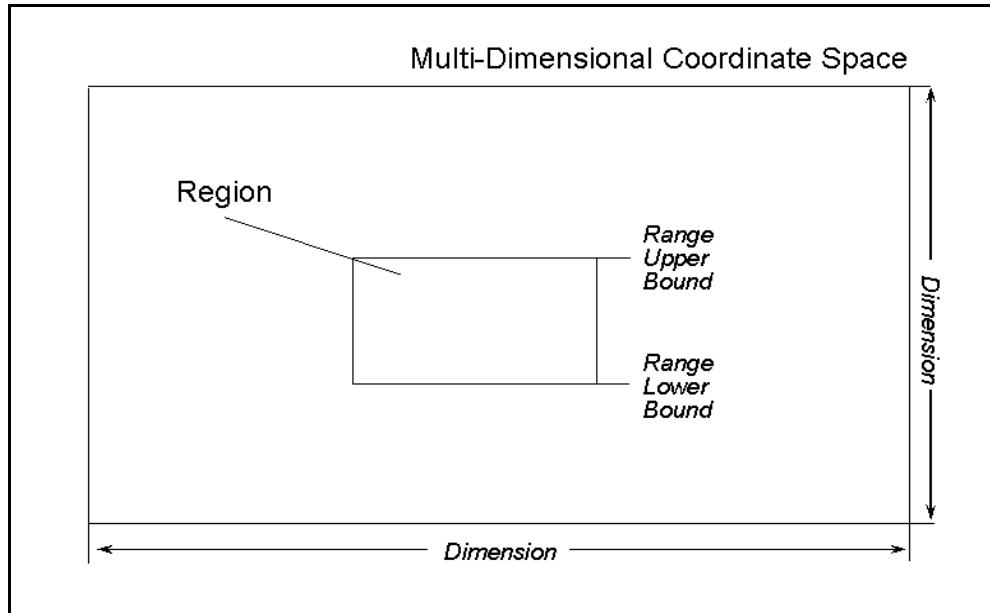 Multi-Dimensional Coordinate Space
Region
Range
Upper
Bound
Dimension
Range
Lower
Bound
Dimension